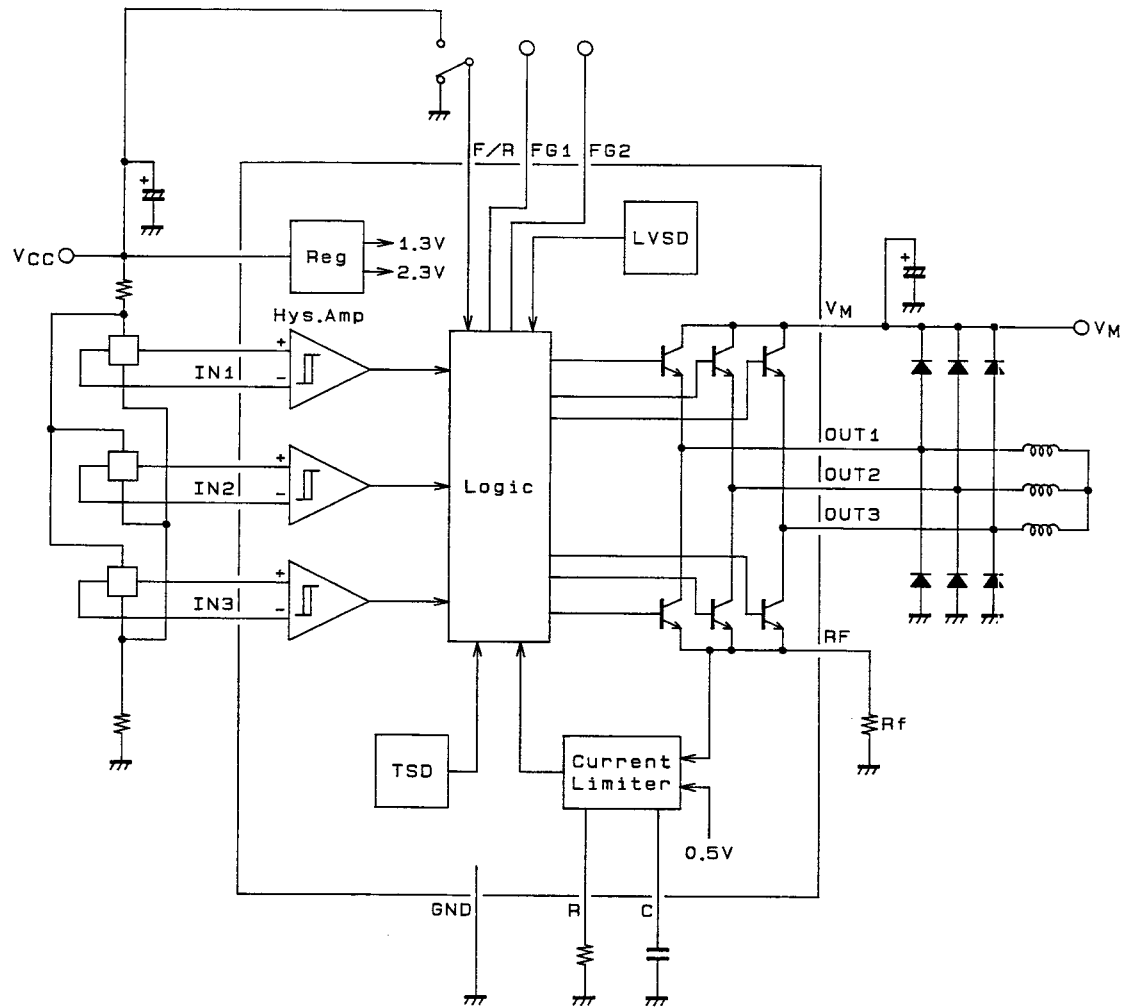 F/R FG1 FG2
+
VCC
Reg
1.3V
2.3V
LVSD
+
Hys.Amp
VM
VM
+
IN1
-
OUT1
+
IN2
-
Logic
OUT2
OUT3
+
IN3
-
RF
Rf
TSD
Current
Limiter
0.5V
GND
R
C